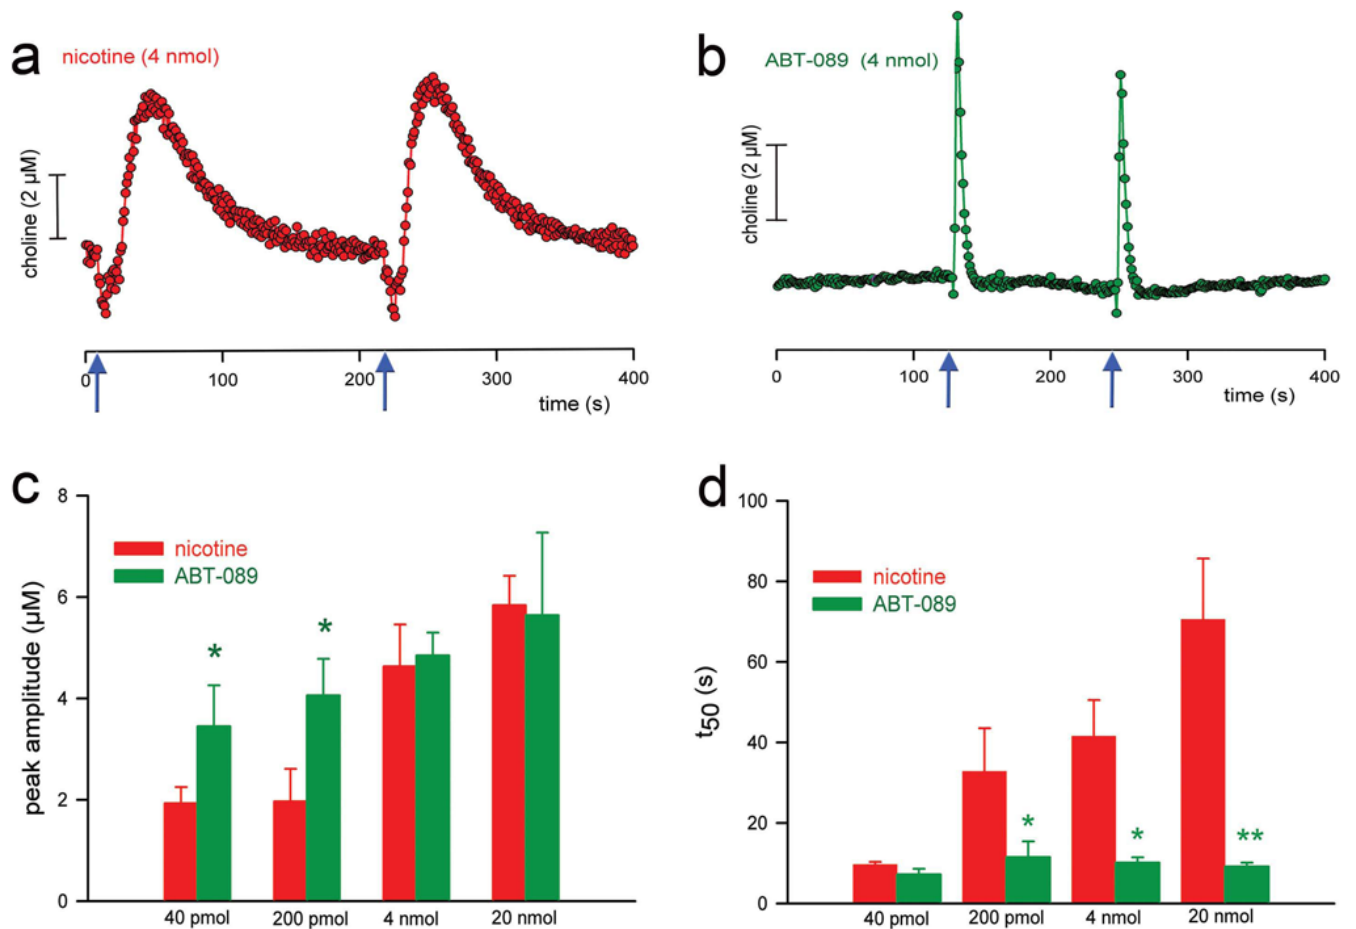 a
nicotine (4 nmol)
choline (2 µM)
0 100 200 300 400
time (s)
b
ABT-089 (4 nmol)
choline (2 µM)
0 100 200 300 400
time (s)
c
8
6
4
2
0
peak amplitude (µM)
nicotine
ABT-089
*
*
40 pmol 200 pmol 4 nmol 20 nmol
d
100
80
60
40
20
0
t50 (s)
nicotine
ABT-089
*
*
**
40 pmol 200 pmol 4 nmol 20 nmol